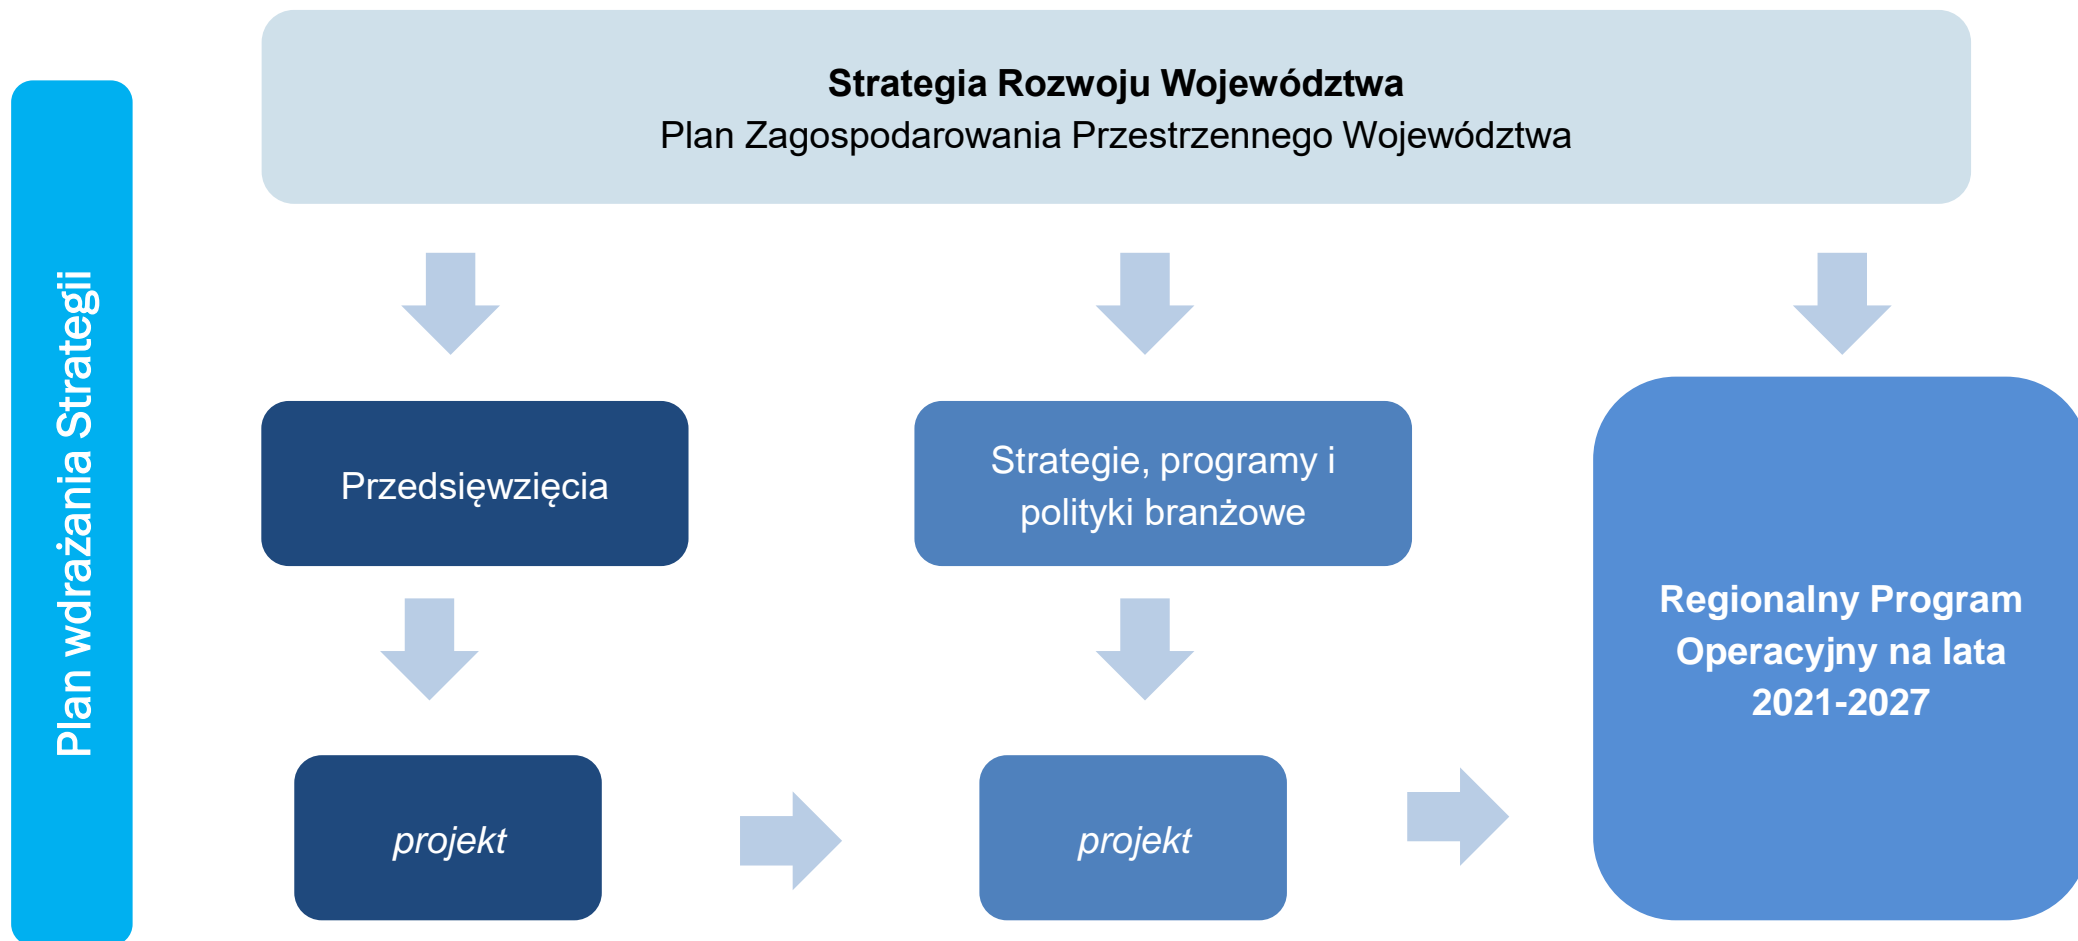 Plan wdrażania Strategii
Strategia Rozwoju Województwa
Plan Zagospodarowania Przestrzennego Województwa
Przedsięwzięcia
Strategie, programy i
polityki branżowe
Regionalny Program
Operacyjny na lata
2021-2027
projekt
projekt